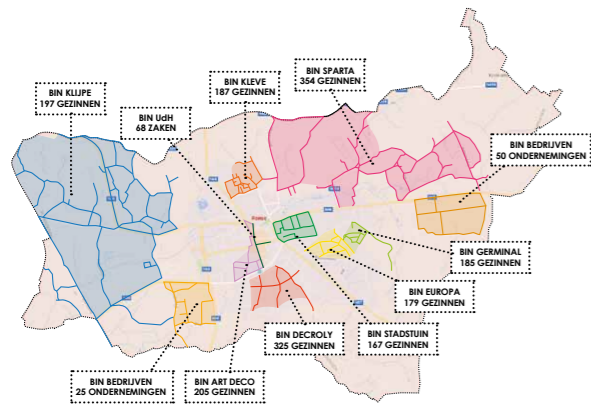 BIN KLIJPE
197 GEZINNEN
BIN UdH
68 ZAKEN
BIN KLEVE
187 GEZINNEN
BIN SPARTA
354 GEZINNEN
BIN BEDRIJVEN
50 ONDERNEMINGEN
BIN GERMINAL
185 GEZINNEN
BIN EUROPA
179 GEZINNEN
BIN STADSTUIN
167 GEZINNEN
BIN DECROLY
325 GEZINNEN
BIN ART DECO
205 GEZINNEN
BIN BEDRIJVEN
25 ONDERNEMINGEN